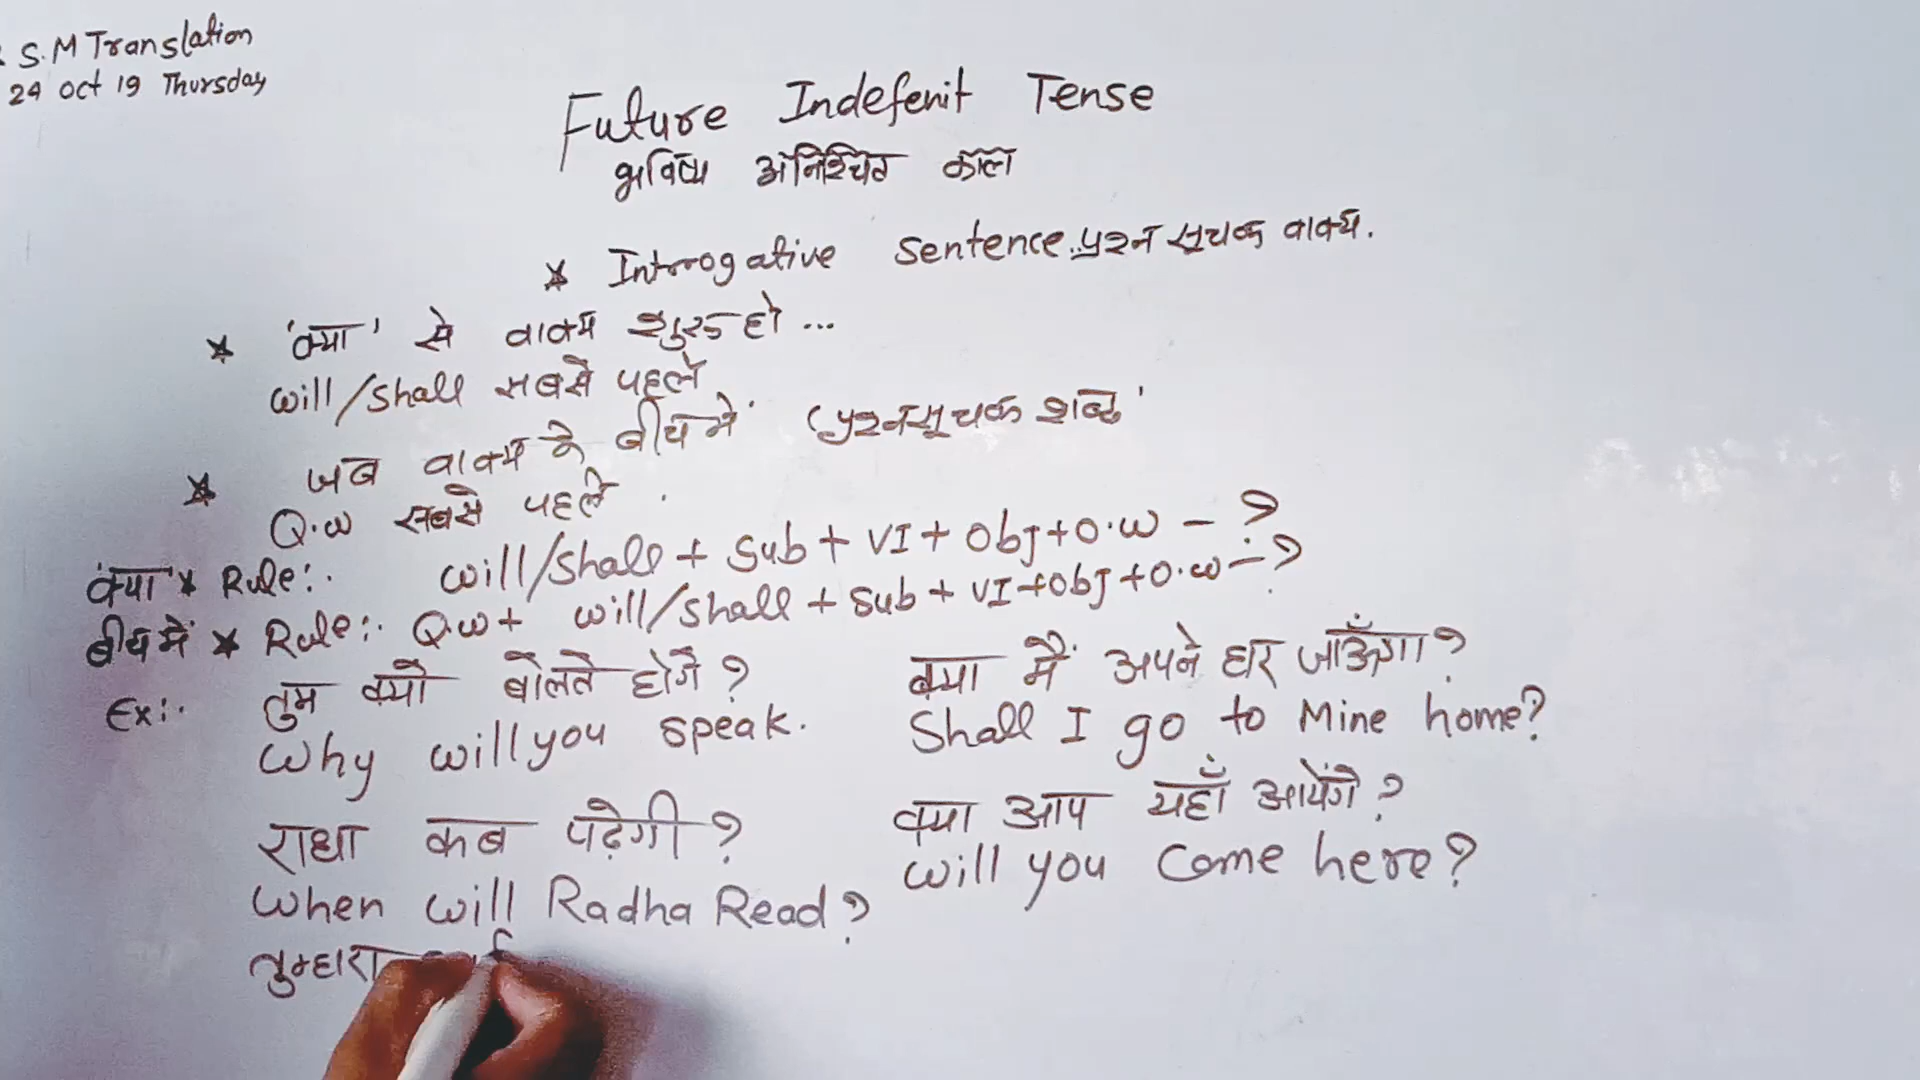 S.M Translation
24 Oct 19 Thursday
Future Indefenit Tense
भविष्य अनिश्चित काल
* Introgative Sentence.. प्रश्न सूचक वाक्य.
* 'क्या' से वाक्य शुरू हो ...
will/shall सबसे पहले
* जब वाक्य के बीच में (प्रश्नसूचक शब्द'
Q.w सबसे पहले .
क्या * Rule:. will/shall + Sub + VI + Obj + O.w - ?
बीच में * Rule:. Q.w + will/shall + Sub + VI + Obj + O.w - ?
Ex:. तुम क्यों बोलते होगे ?
Why will you speak.
राधा कब पढ़ेगी ?
When will Radha Read ?
तुम्हारा
क्या मैं अपने घर जाऊँगा ?
Shall I go to Mine home?
क्या आप यहाँ आयेंगे ?
Will you Come here ?